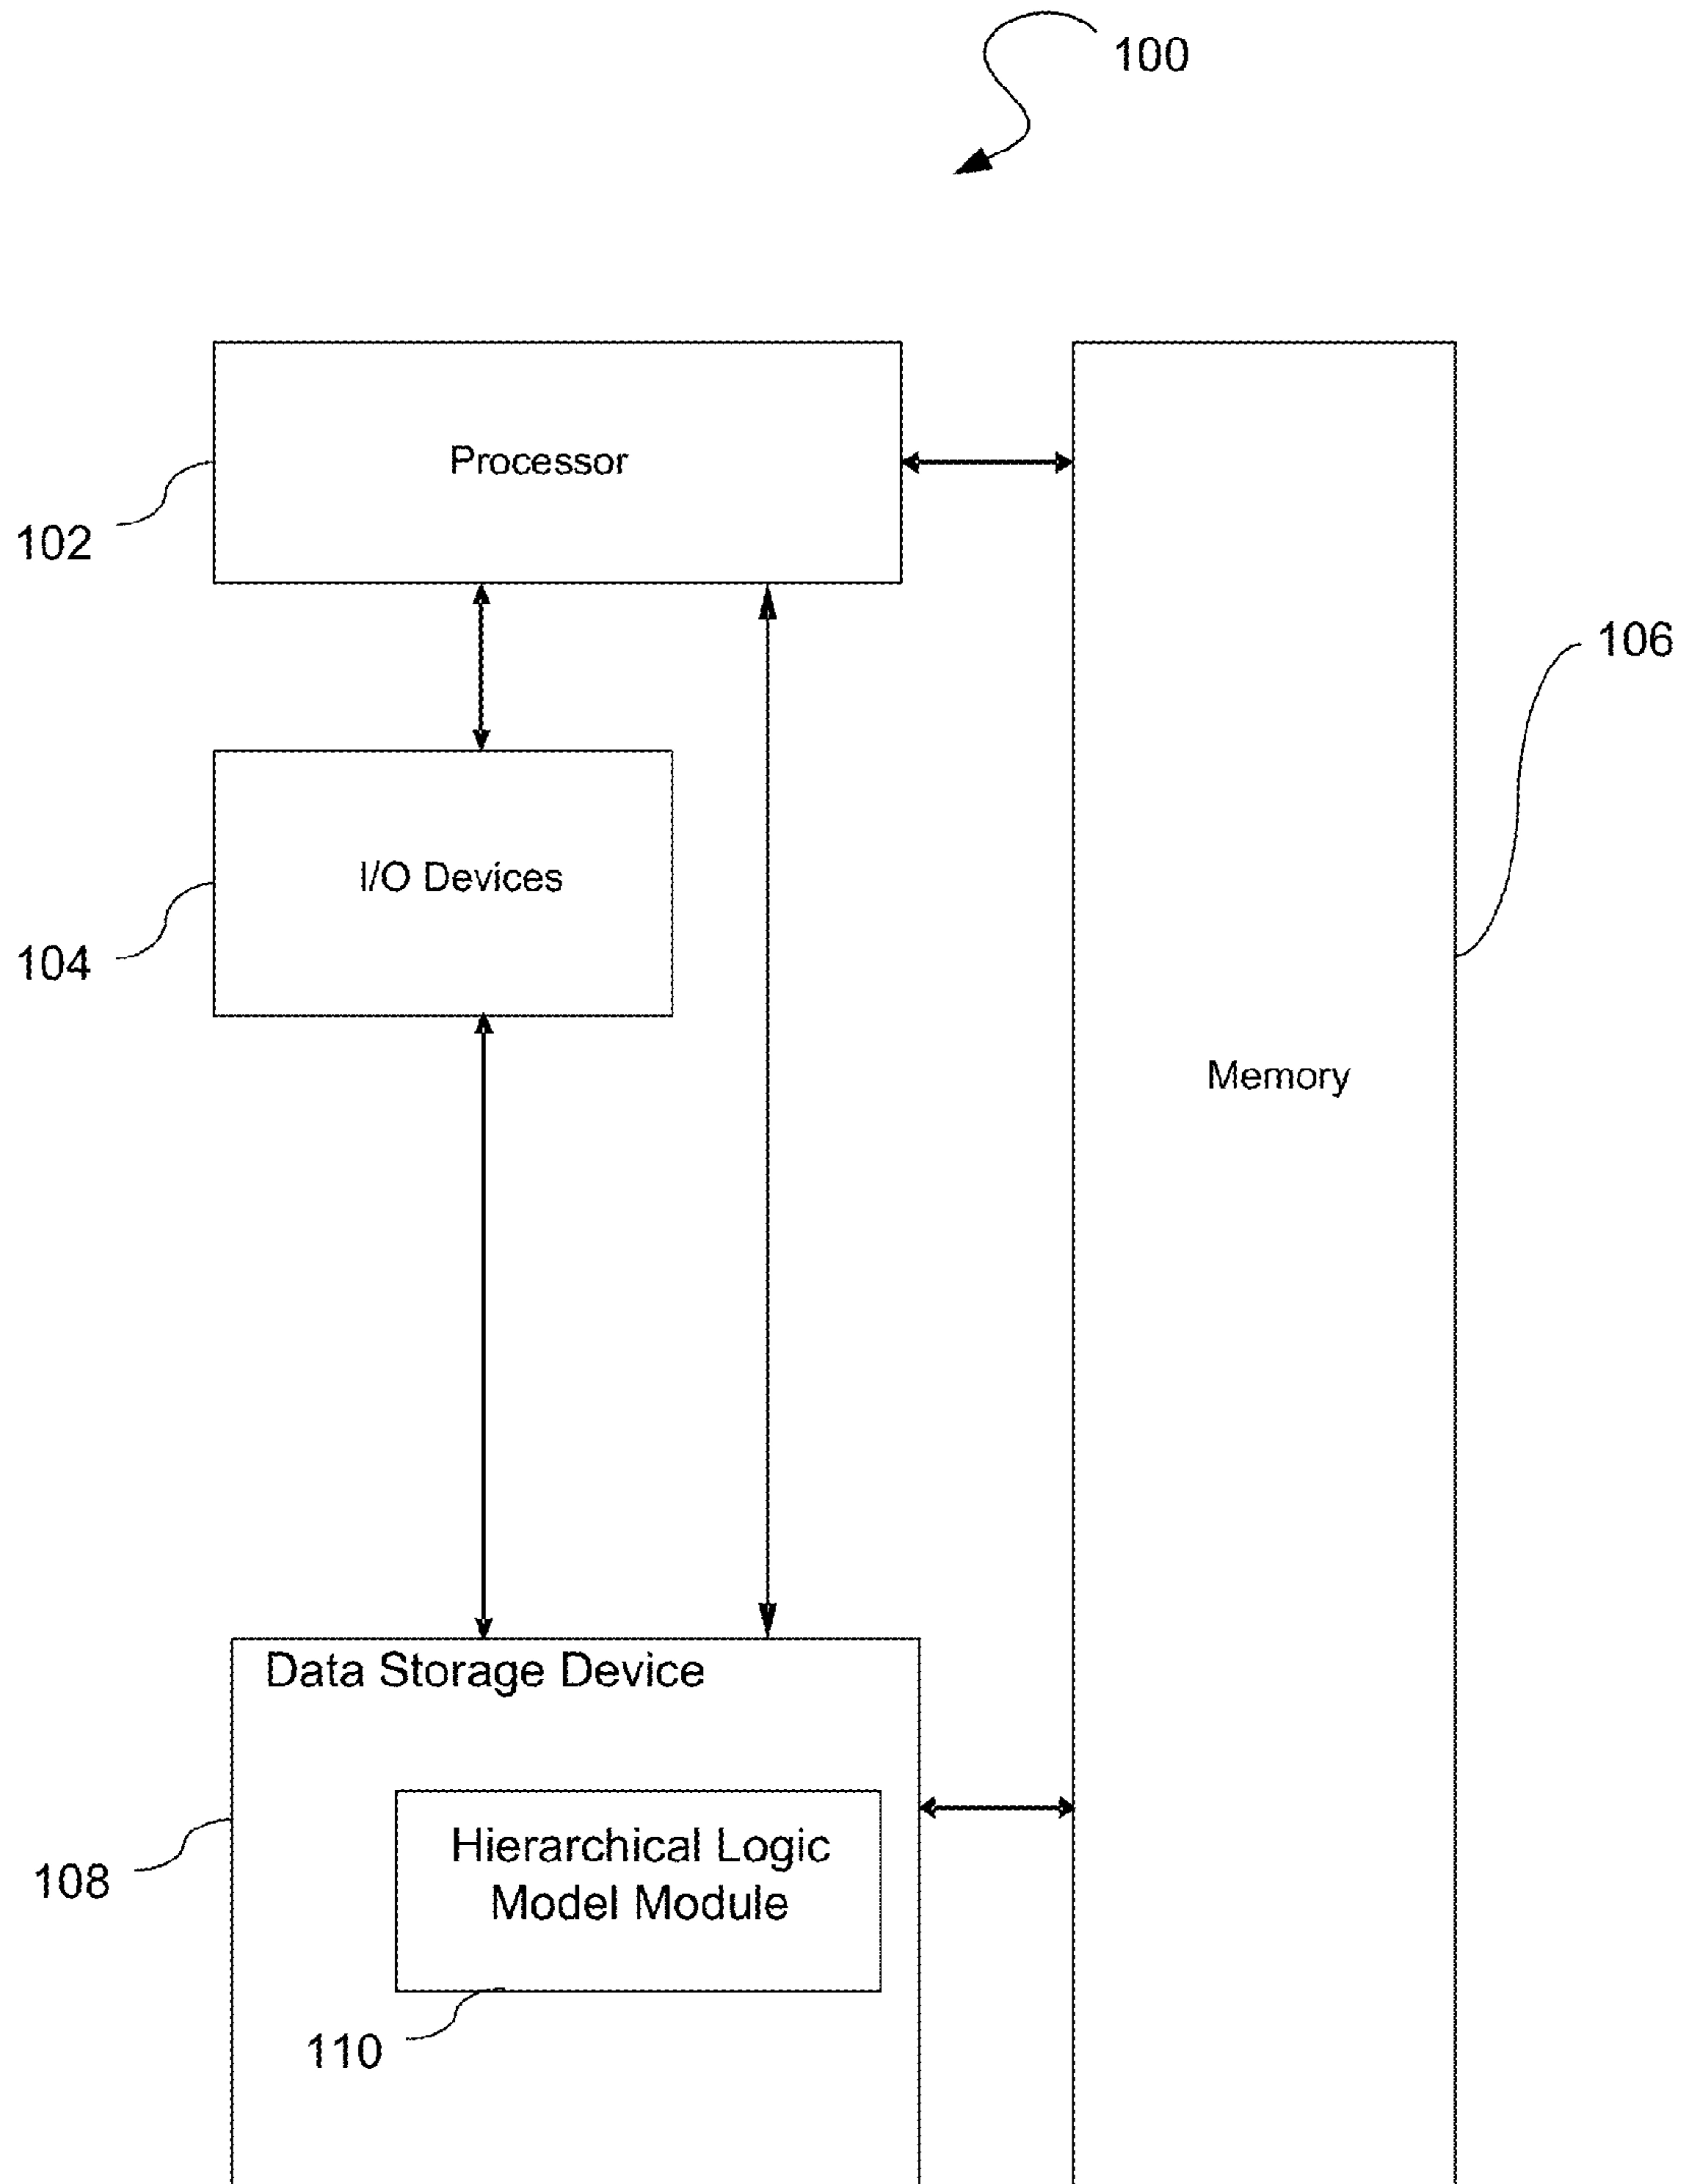 100
Processor
102
106
I/O Devices
104
Memory
Data Storage Device
Hierarchical Logic
Model Module
108
110